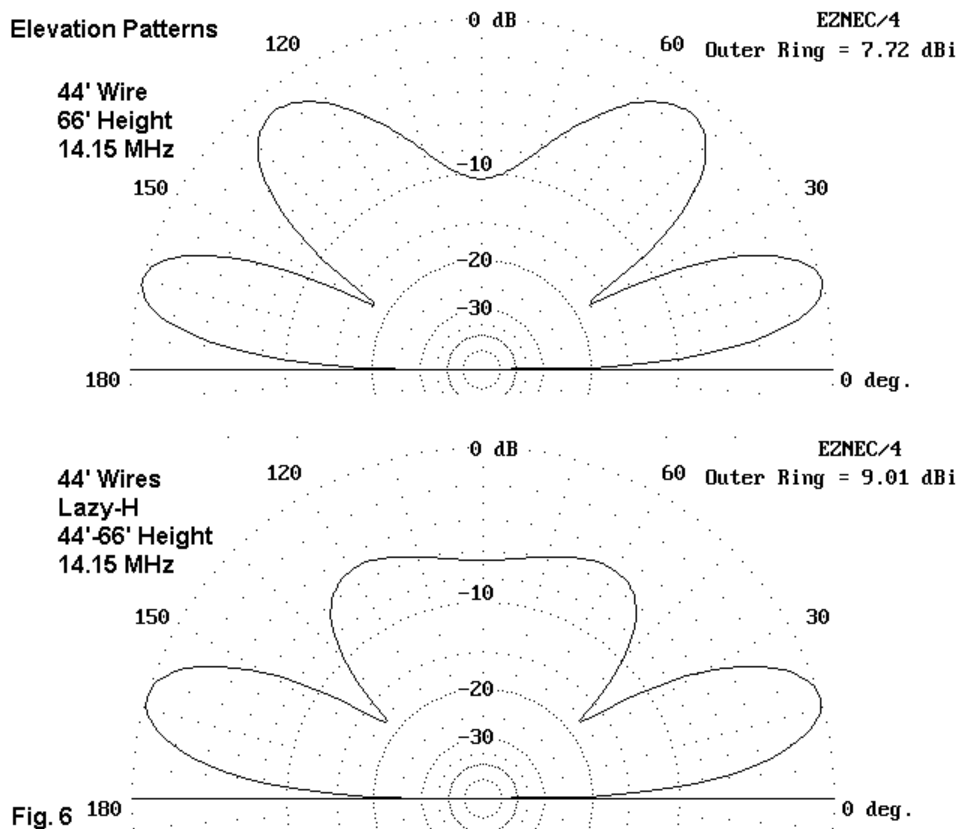 Elevation Patterns
44' Wire
66' Height
14.15 MHz
0 dB
EZNEC/4
Outer Ring = 7.72 dBi
120
60
150
30
-10
-20
-30
180
0 deg.
44' Wires
Lazy-H
44'-66' Height
14.15 MHz
0 dB
EZNEC/4
Outer Ring = 9.01 dBi
120
60
150
30
-10
-20
-30
Fig. 6
180
0 deg.